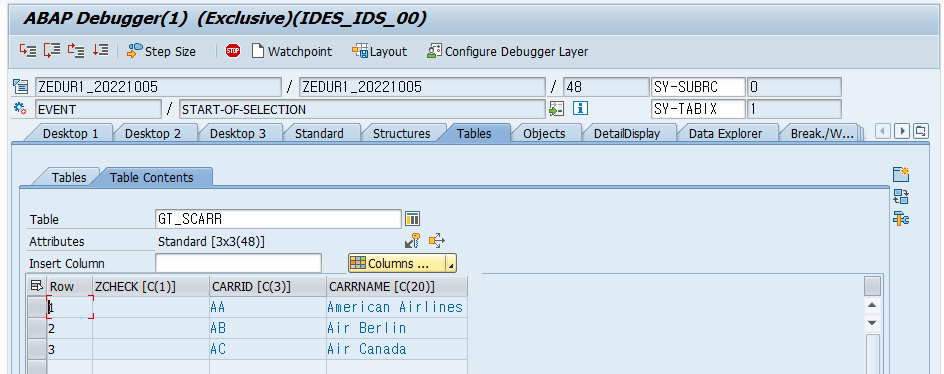 ABAP Debugger(1) (Exclusive)(IDES_IDS_00)
Step Size STOP Watchpoint Layout Configure Debugger Layer
ZEDUR1_20221005 / ZEDUR1_20221005 / 48 SY-SUBRC 0
EVENT / START-OF-SELECTION SY-TABIX 1
Desktop 1 Desktop 2 Desktop 3 Standard Structures Tables Objects DetailDisplay Data Explorer Break./W...
Tables Table Contents
Table GT_SCARR
Attributes Standard [3x3(48)]
Insert Column Columns ...
Row ZCHECK [C(1)] CARRID [C(3)] CARRNAME [C(20)]
1 AA American Airlines
2 AB Air Berlin
3 AC Air Canada